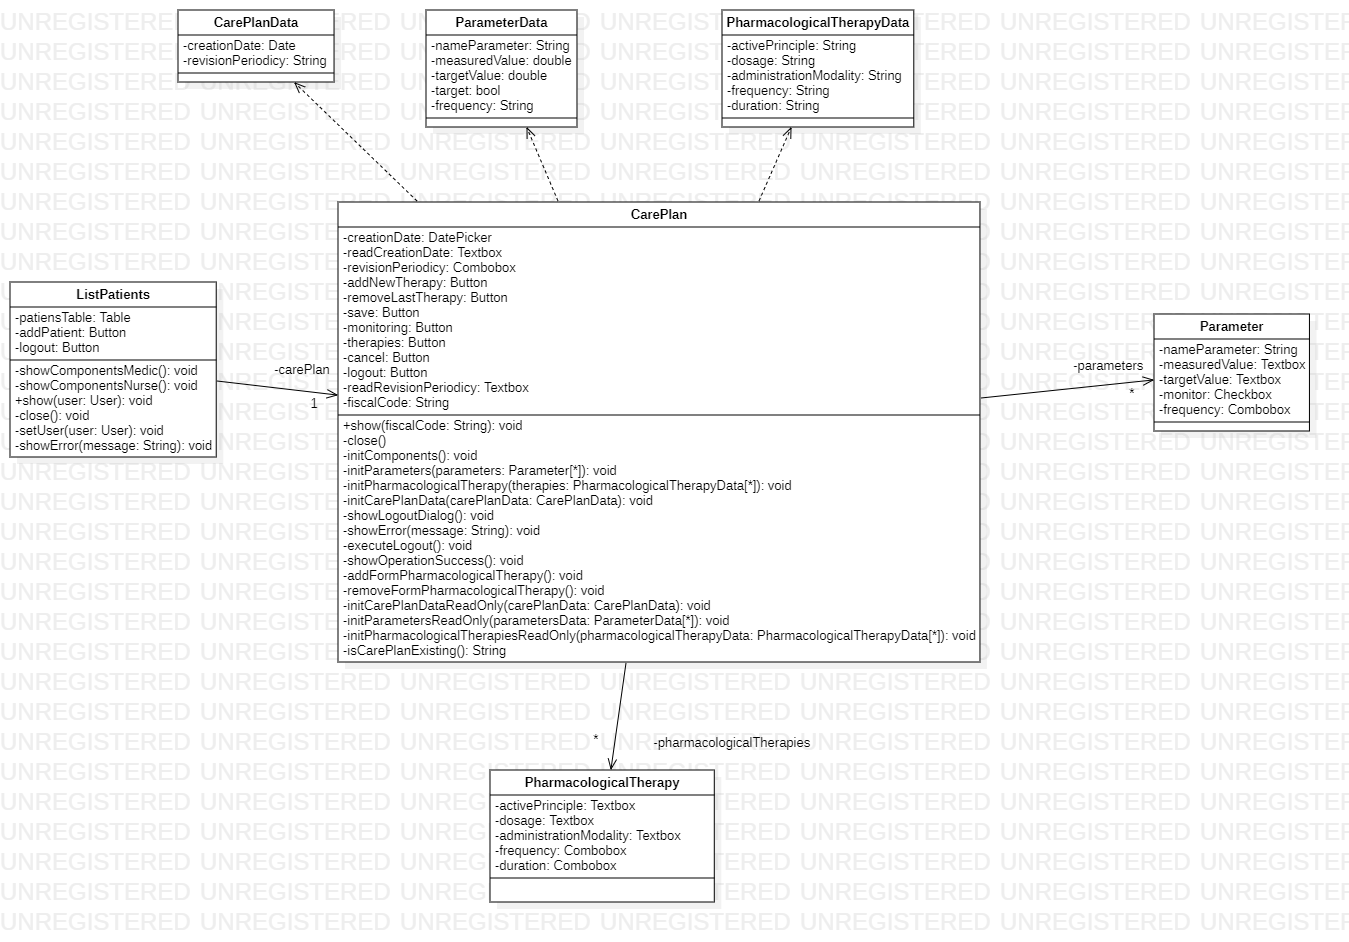 CarePlanData
-creationDate: Date
-revisionPeriodicy: String
ParameterData
-nameParameter: String
-measuredValue: double
-targetValue: double
-target: bool
-frequency: String
PharmacologicalTherapyData
-activePrinciple: String
-dosage: String
-administrationModality: String
-frequency: String
-duration: String
CarePlan
-creationDate: DatePicker
-readCreationDate: Textbox
-revisionPeriodicy: Combobox
-addNewTherapy: Button
-removeLastTherapy: Button
-save: Button
-monitoring: Button
-therapies: Button
-cancel: Button
-logout: Button
-readRevisionPeriodicy: Textbox
-fiscalCode: String
+show(fiscalCode: String): void
-close()
-initComponents(): void
-initParameters(parameters: Parameter[*]): void
-initPharmacologicalTherapy(therapies: PharmacologicalTherapyData[*]): void
-initCarePlanData(carePlanData: CarePlanData): void
-showLogoutDialog(): void
-showError(message: String): void
-executeLogout(): void
-showOperationSuccess(): void
-addFormPharmacologicalTherapy(): void
-removeFormPharmacologicalTherapy(): void
-initCarePlanDataReadOnly(carePlanData: CarePlanData): void
-initParametersReadOnly(parametersData: ParameterData[*]): void
-initPharmacologicalTherapiesReadOnly(pharmacologicalTherapyData: PharmacologicalTherapyData[*]): void
-isCarePlanExisting(): String
ListPatients
-patiensTable: Table
-addPatient: Button
-logout: Button
-showComponentsMedic(): void
-showComponentsNurse(): void
+show(user: User): void
-close(): void
-setUser(user: User): void
-showError(message: String): void
-carePlan
1
-parameters
*
Parameter
-nameParameter: String
-measuredValue: Textbox
-targetValue: Textbox
-monitor: Checkbox
-frequency: Combobox
*
-pharmacologicalTherapies
PharmacologicalTherapy
-activePrinciple: Textbox
-dosage: Textbox
-administrationModality: Textbox
-frequency: Combobox
-duration: Combobox
UNREGISTERED